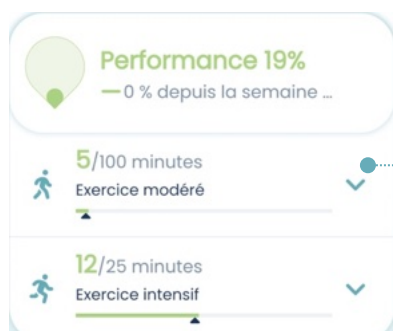 Performance 19%
0 % depuis la semaine ...
5/100 minutes
Exercice modéré
12/25 minutes
Exercice intensif